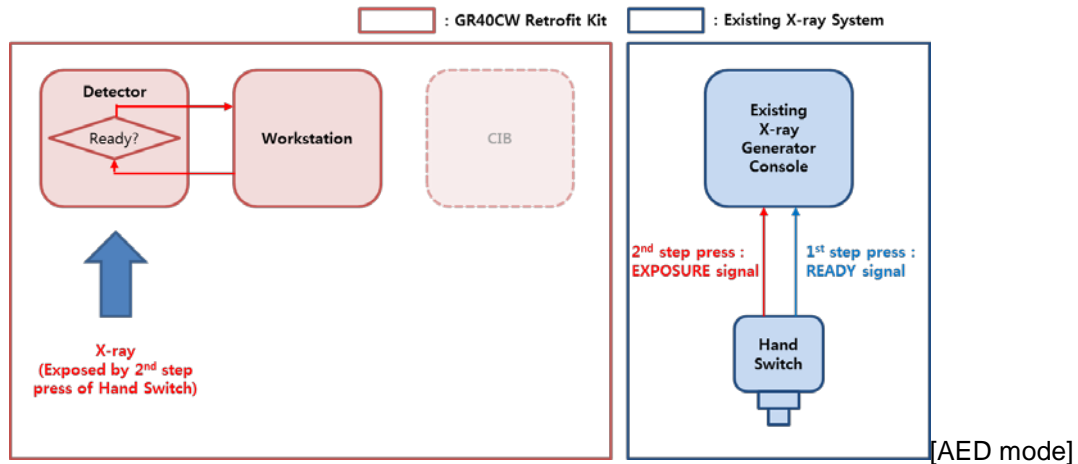 : GR40CW Retrofit Kit
: Existing X-ray System
Detector
Ready?
Workstation
CIB
Existing
X-ray
Generator
Console
2nd step press :
EXPOSURE signal
1st step press :
READY signal
Hand
Switch
X-ray
(Exposed by 2nd step
press of Hand Switch)
[AED mode]